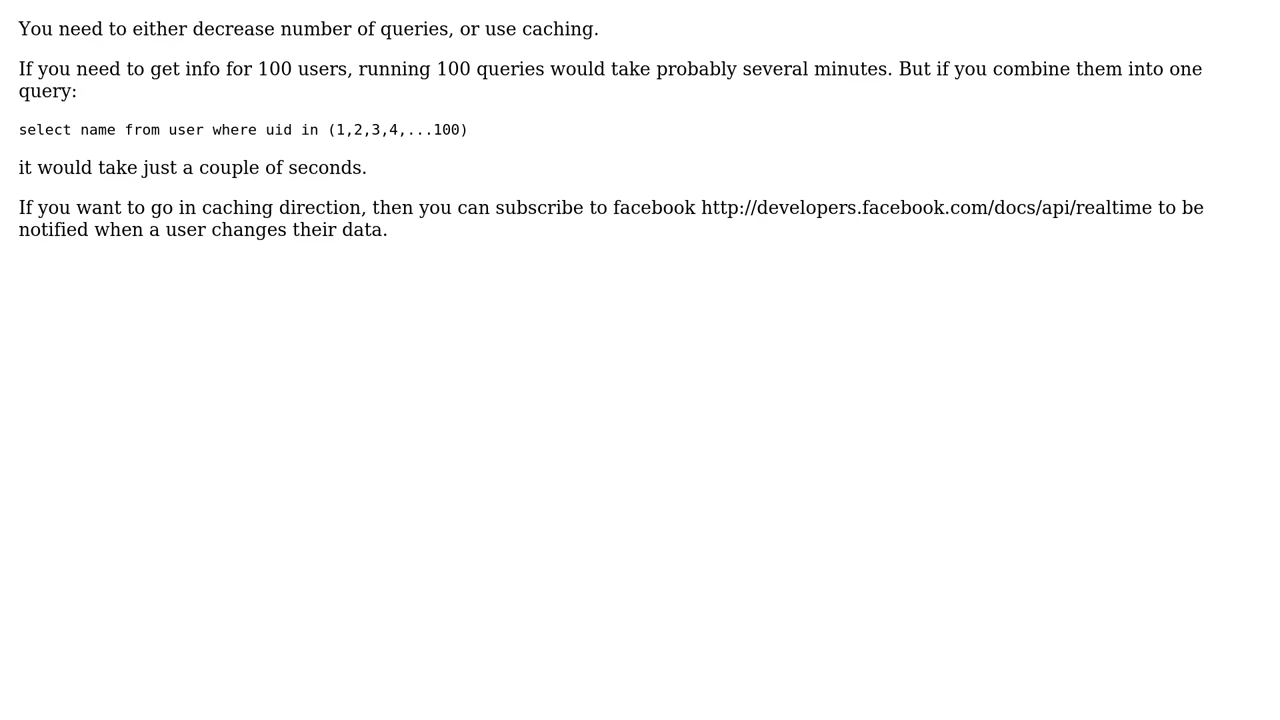 You need to either decrease number of queries, or use caching.
If you need to get info for 100 users, running 100 queries would take probably several minutes. But if you combine them into one
query:
select name from user where uid in (1,2,3,4,...100)
it would take just a couple of seconds.
If you want to go in caching direction, then you can subscribe to facebook http://developers.facebook.com/docs/api/realtime to be
notified when a user changes their data.